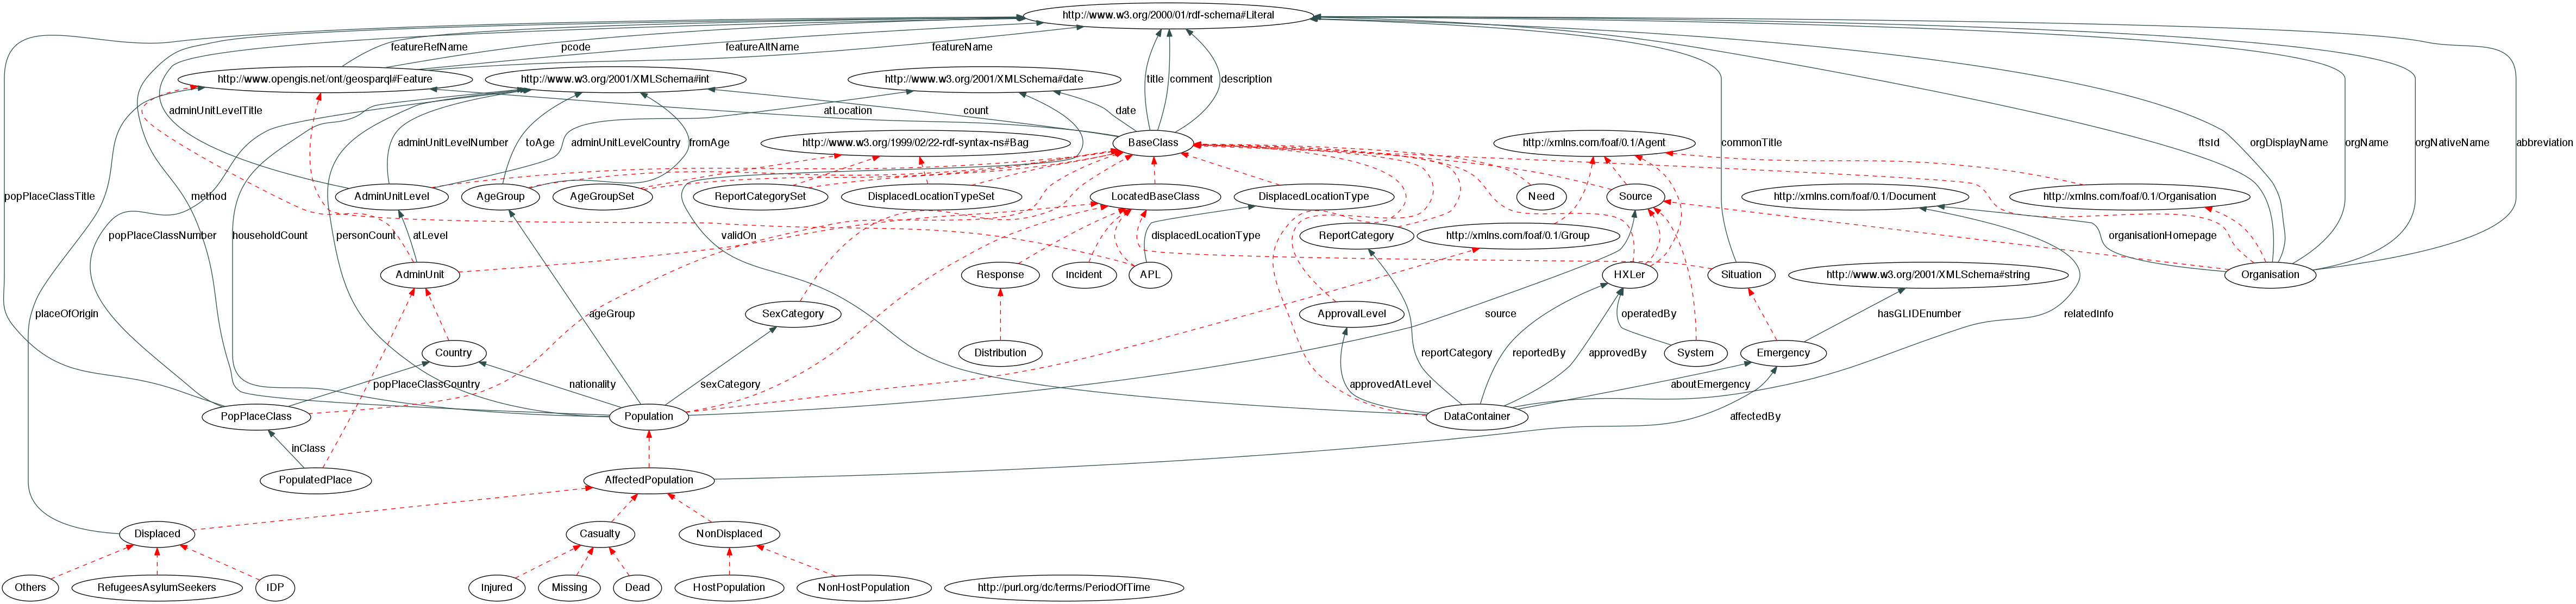 http://www.w3.org/2000/01/rdf-schema#Literal
featureRefName
pcode
featureAltName
featureName
http://www.opengis.net/ont/geosparql#Feature
http://www.w3.org/2001/XMLSchema#int
http://www.w3.org/2001/XMLSchema#date
title
comment
description
adminUnitLevelTitle
atLocation
count
date
adminUnitLevelNumber
toAge
adminUnitLevelCountry
fromAge
http://www.w3.org/1999/02/22-rdf-syntax-ns#Bag
BaseClass
http://xmlns.com/foaf/0.1/Agent
commonTitle
ftsId
orgDisplayName
orgName
orgNativeName
abbreviation
popPlaceClassTitle
method
AdminUnitLevel
AgeGroup
AgeGroupSet
ReportCategorySet
DisplacedLocationTypeSet
LocatedBaseClass
DisplacedLocationType
Need
Source
http://xmlns.com/foaf/0.1/Document
http://xmlns.com/foaf/0.1/Organisation
popPlaceClassNumber
householdCount
personCount
atLevel
validOn
displacedLocationType
ReportCategory
http://xmlns.com/foaf/0.1/Group
organisationHomepage
AdminUnit
Response
Incident
APL
HXLer
Situation
http://www.w3.org/2001/XMLSchema#string
Organisation
placeOfOrigin
ageGroup
SexCategory
source
ApprovalLevel
operatedBy
hasGLIDEnumber
relatedInfo
Country
Distribution
reportCategory
reportedBy
approvedBy
System
Emergency
popPlaceClassCountry
nationality
sexCategory
approvedAtLevel
aboutEmergency
PopPlaceClass
Population
DataContainer
affectedBy
inClass
PopulatedPlace
AffectedPopulation
Displaced
Casualty
NonDisplaced
Others
RefugeesAsylumSeekers
IDP
Injured
Missing
Dead
HostPopulation
NonHostPopulation
http://purl.org/dc/terms/PeriodOfTime